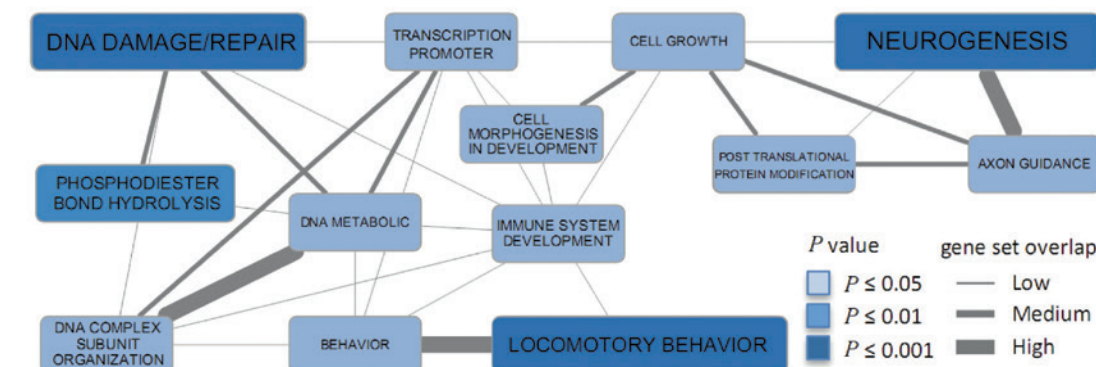 DNA DAMAGE/REPAIR
TRANSCRIPTION
PROMOTER
CELL GROWTH
NEUROGENESIS
CELL
MORPHOGENESIS
IN DEVELOPMENT
POST TRANSLATIONAL
PROTEIN MODIFICATION
AXON GUIDANCE
PHOSPHODIESTER
BOND HYDROLYSIS
DNA METABOLIC
IMMUNE SYSTEM
DEVELOPMENT
DNA COMPLEX
SUBUNIT
ORGANIZATION
BEHAVIOR
LOCOMOTORY BEHAVIOR
P value
P ≤ 0.05
P ≤ 0.01
P ≤ 0.001
gene set overlap
Low
Medium
High